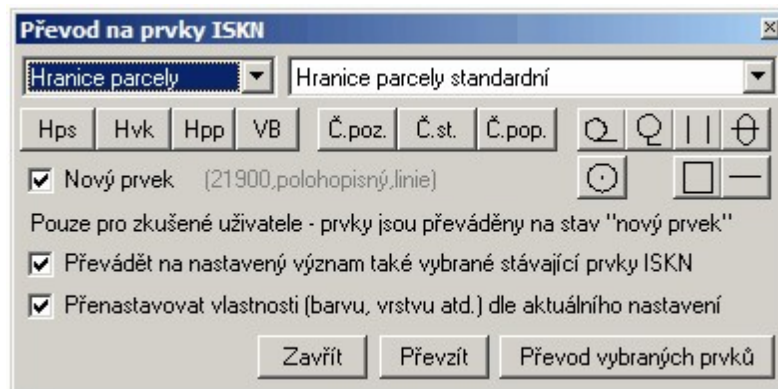 Převod na prvky ISKN
Hranice parcely Hranice parcely standardní
Hps Hvk Hpp VB Č.poz. Č.st. Č.pop.
Nový prvek (21900,polohopisný,linie)
Pouze pro zkušené uživatele - prvky jsou převáděny na stav "nový prvek"
Převádět na nastavený význam také vybrané stávající prvky ISKN
Přenastavovat vlastnosti (barvu, vrstvu atd.) dle aktuálního nastavení
Zavřít Převzít Převod vybraných prvků